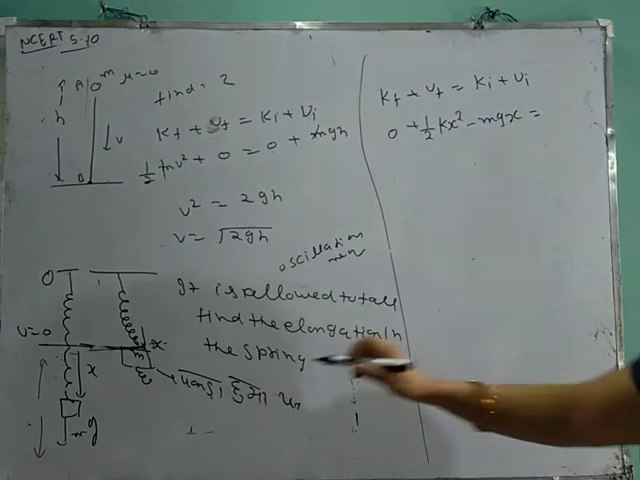 NCERT 5.10
m μ=0
A
h
v
find = ?
Kf + Uf = Ki + Ui
½mv² + 0 = 0 + mgh
v² = 2gh
v = √2gh
Kf + Uf = Ki + Ui
0 + ½Kx² - mgx =
oscillation
It is allowed to fall
find the elongation in
the spring
v=0
x
x
पकड़ा हुआ